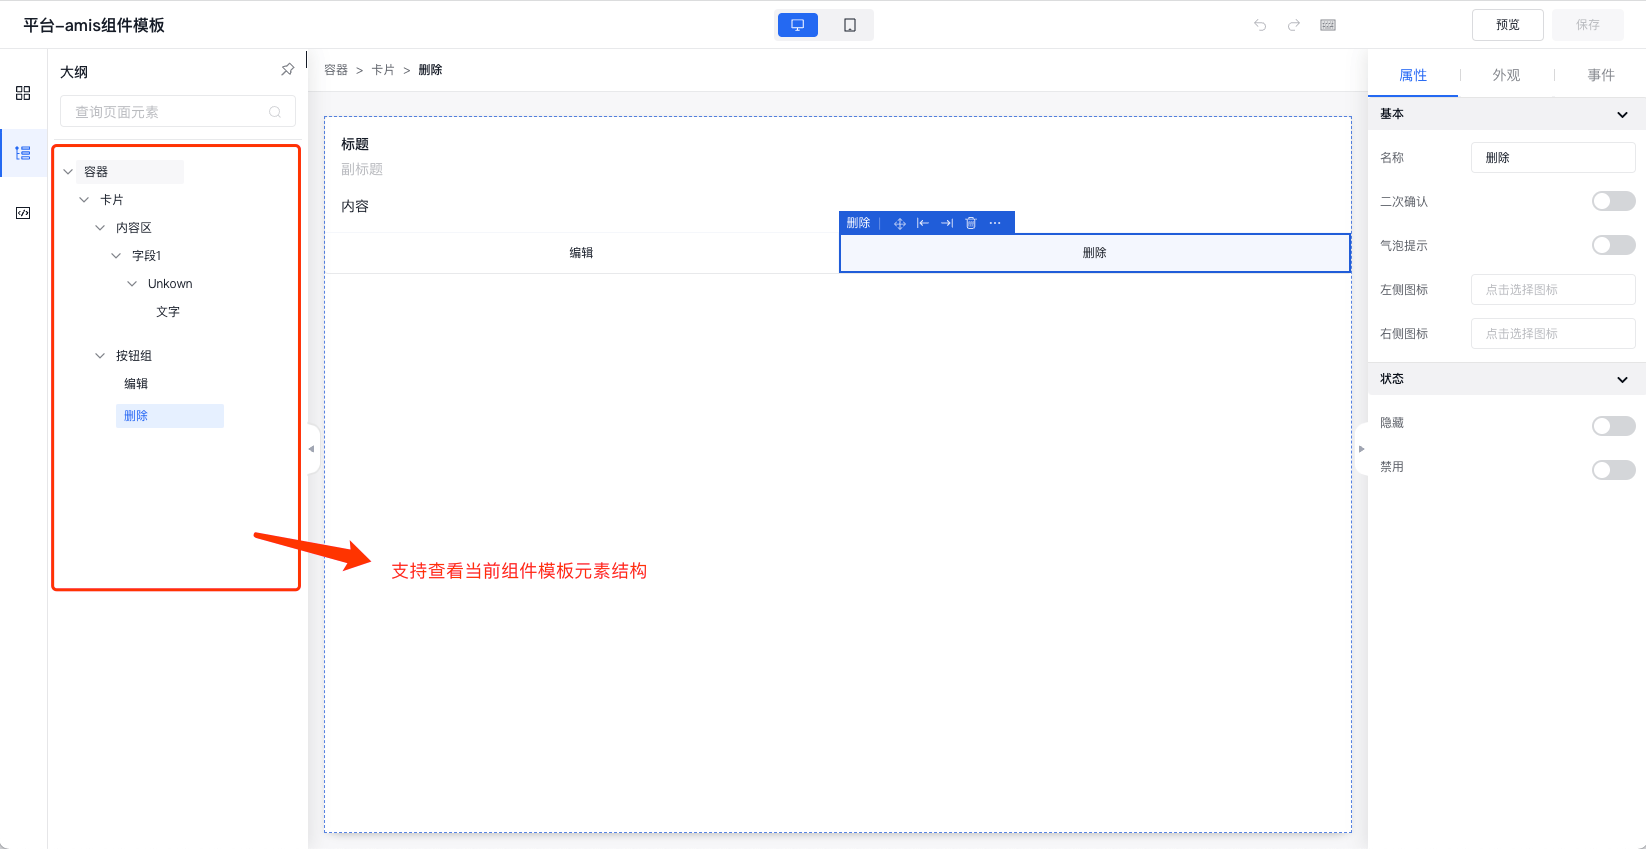 平台-amis组件模板
预览
保存
大纲
查询页面元素
容器
卡片
内容区
字段1
Unkown
文字
按钮组
编辑
删除
容器 > 卡片 > 删除
标题
副标题
内容
删除
编辑
删除
支持查看当前组件模板元素结构
属性
外观
事件
基本
名称
删除
二次确认
气泡提示
左侧图标
点击选择图标
右侧图标
点击选择图标
状态
隐藏
禁用